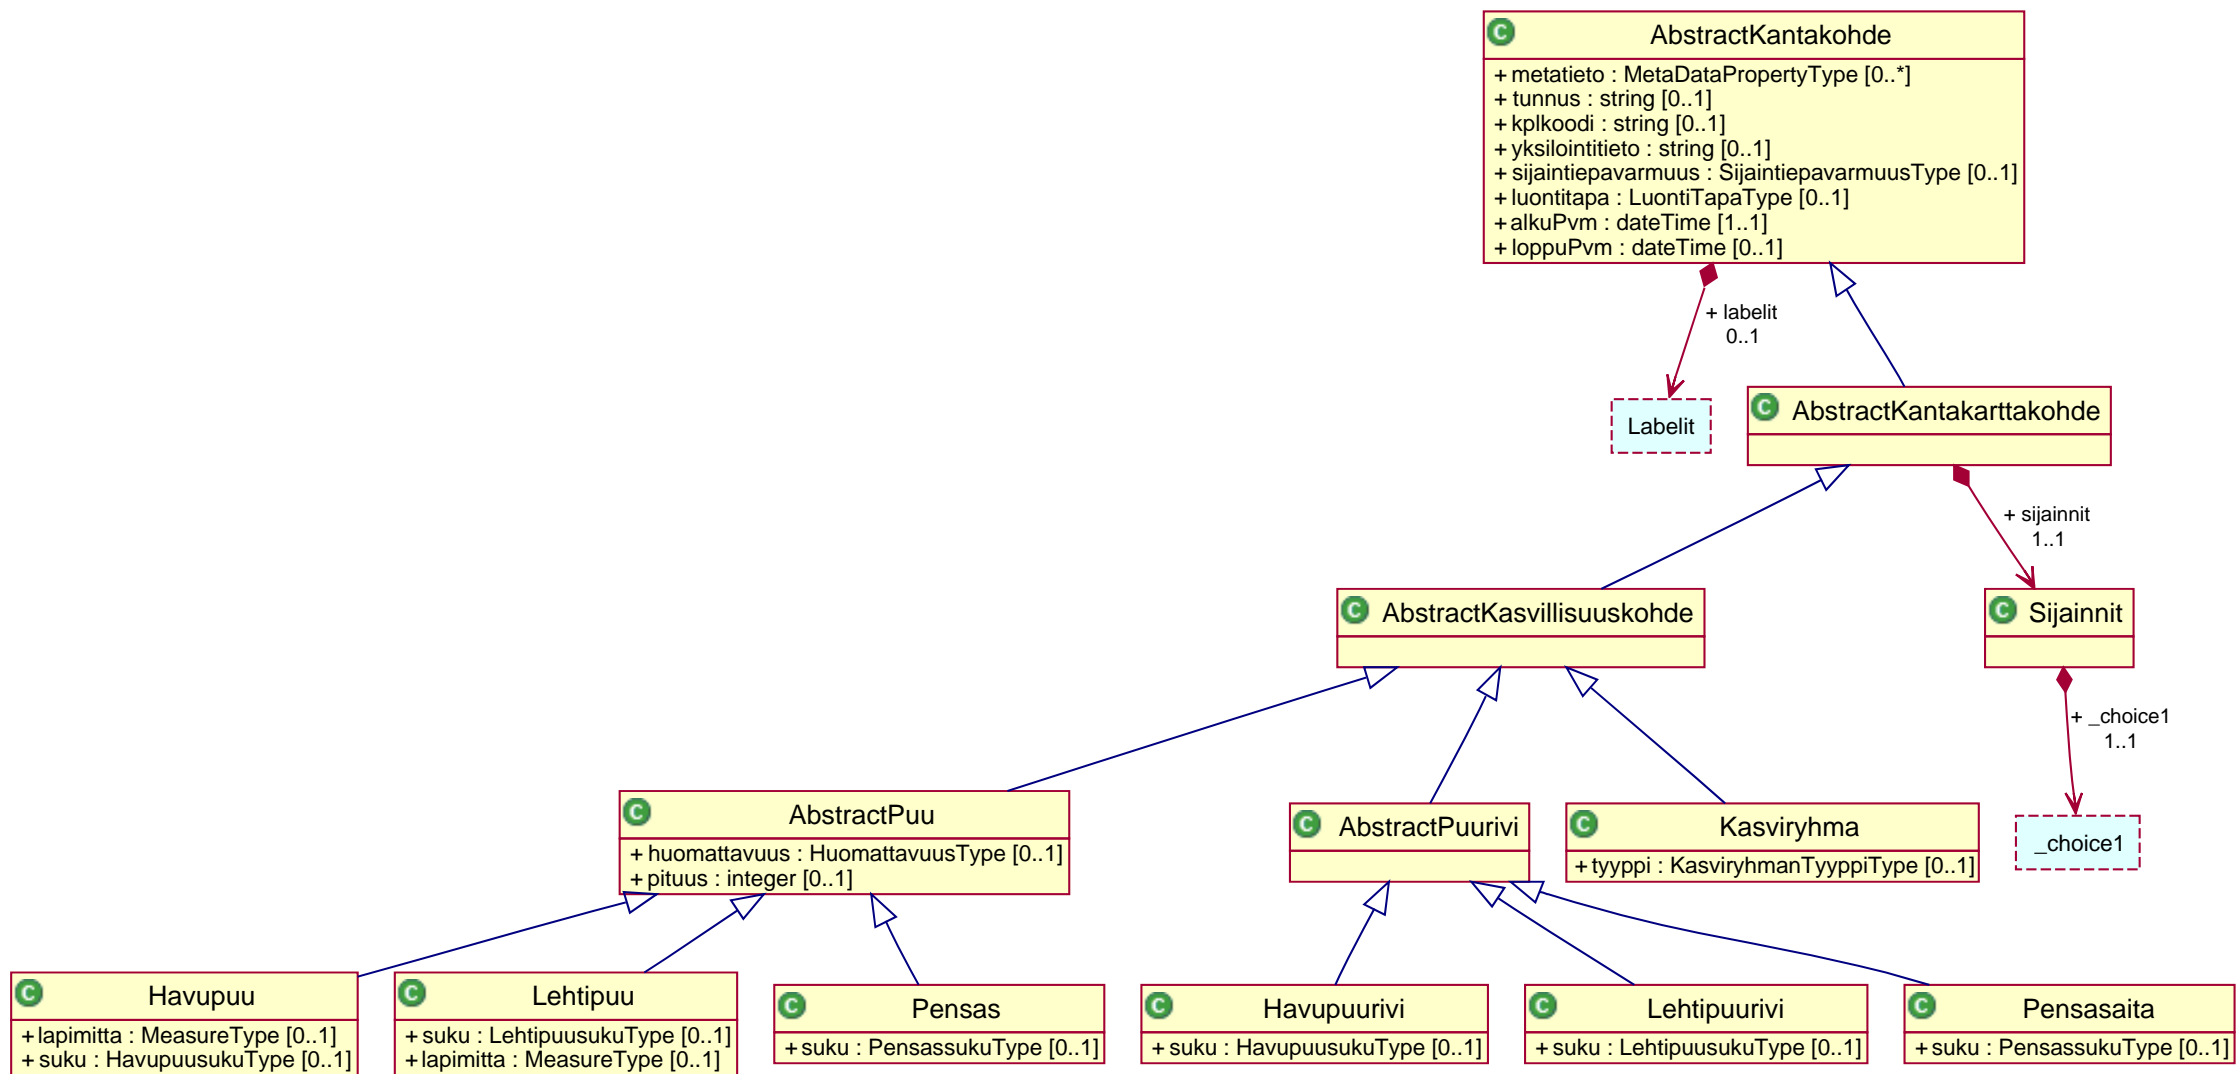 C AbstractKantakohde
+ metatieto : MetaDataPropertyType [0..*]
+ tunnus : string [0..1]
+ kplkoodi : string [0..1]
+ yksilointitieto : string [0..1]
+ sijaintiepavarmuus : SijaintiepavarmuusType [0..1]
+ luontitapa : LuontiTapaType [0..1]
+ alkuPvm : dateTime [1..1]
+ loppuPvm : dateTime [0..1]
+ labelit
0..1
Labelit
C AbstractKantakarttakohde
+ sijainnit
1..1
C AbstractKasvillisuuskohde
C Sijainnit
+ _choice1
1..1
C AbstractPuu
+ huomattavuus : HuomattavuusType [0..1]
+ pituus : integer [0..1]
C AbstractPuurivi
C Kasviryhma
+ tyyppi : KasviryhmanTyyppiType [0..1]
_choice1
C Havupuu
+ lapimitta : MeasureType [0..1]
+ suku : HavupuusukuType [0..1]
C Lehtipuu
+ suku : LehtipuusukuType [0..1]
+ lapimitta : MeasureType [0..1]
C Pensas
+ suku : PensassukuType [0..1]
C Havupuurivi
+ suku : HavupuusukuType [0..1]
C Lehtipuurivi
+ suku : LehtipuusukuType [0..1]
C Pensasaita
+ suku : PensassukuType [0..1]